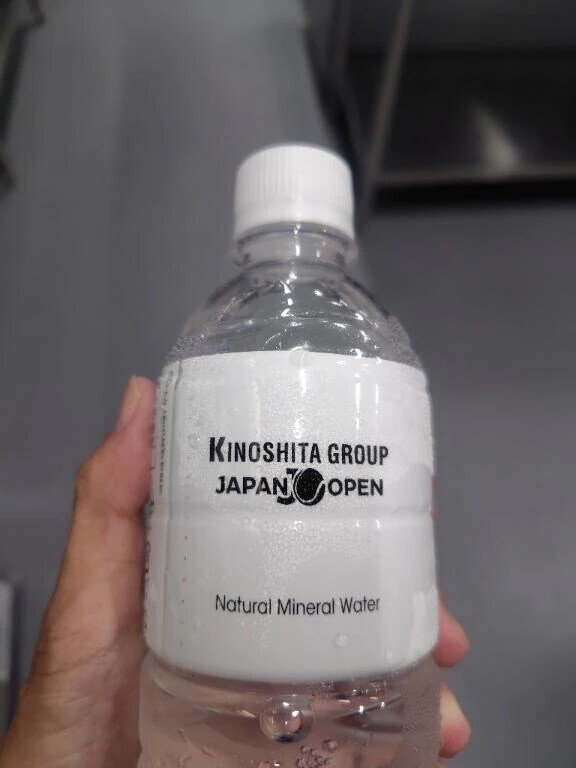 KINOSHITA GROUP
JAPAN OPEN
Natural Mineral Water